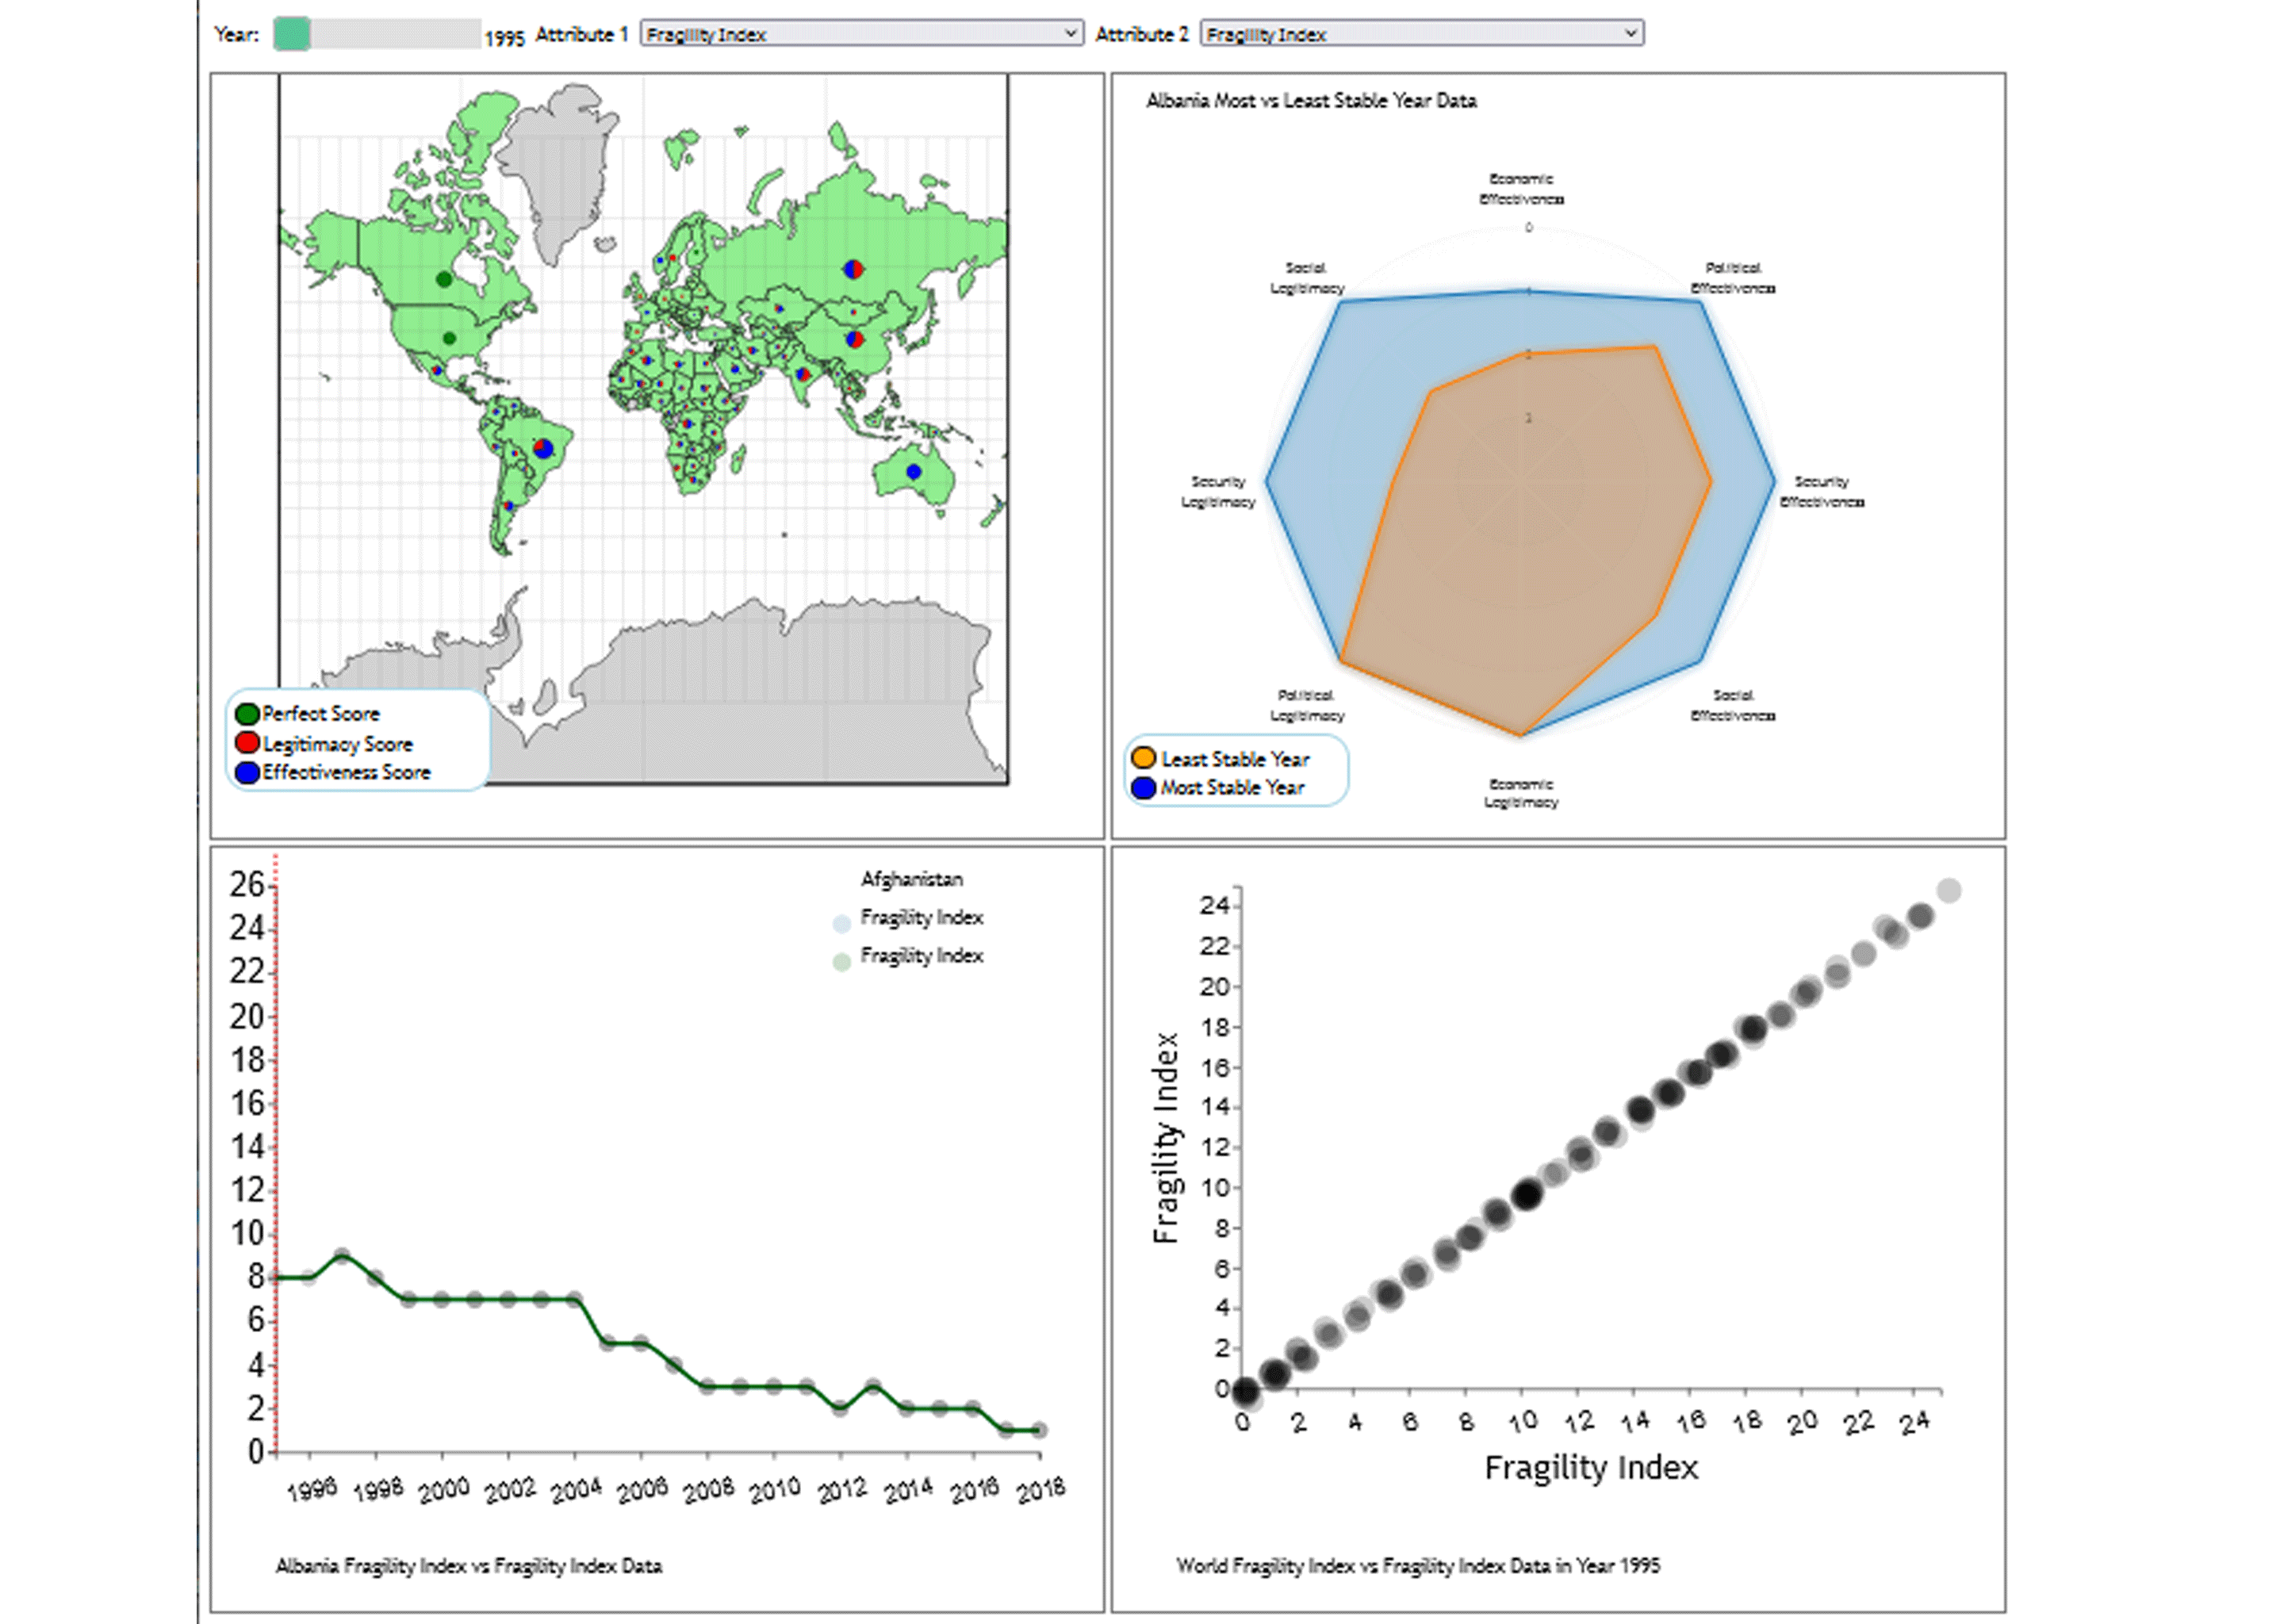 Year: 1995 Attribute 1 Fragility Index Attribute 2 Fragility Index
Perfect Score
Legitimacy Score
Effectiveness Score
Albania Most vs Least Stable Year Data
Economic
Effectiveness
0
1
2
3
Social
Legitimacy
Political
Effectiveness
Security
Legitimacy
Security
Effectiveness
Political
Legitimacy
Social
Effectiveness
Economic
Legitimacy
Least Stable Year
Most Stable Year
Afghanistan
Fragility Index
Fragility Index
26
24
22
20
18
16
14
12
10
8
6
4
2
0
1996 1998 2000 2002 2004 2006 2008 2010 2012 2014 2016 2018
Albania Fragility Index vs Fragility Index Data
Fragility Index
24
22
20
18
16
14
12
10
8
6
4
2
0
0 2 4 6 8 10 12 14 16 18 20 22 24
Fragility Index
World Fragility Index vs Fragility Index Data in Year 1995